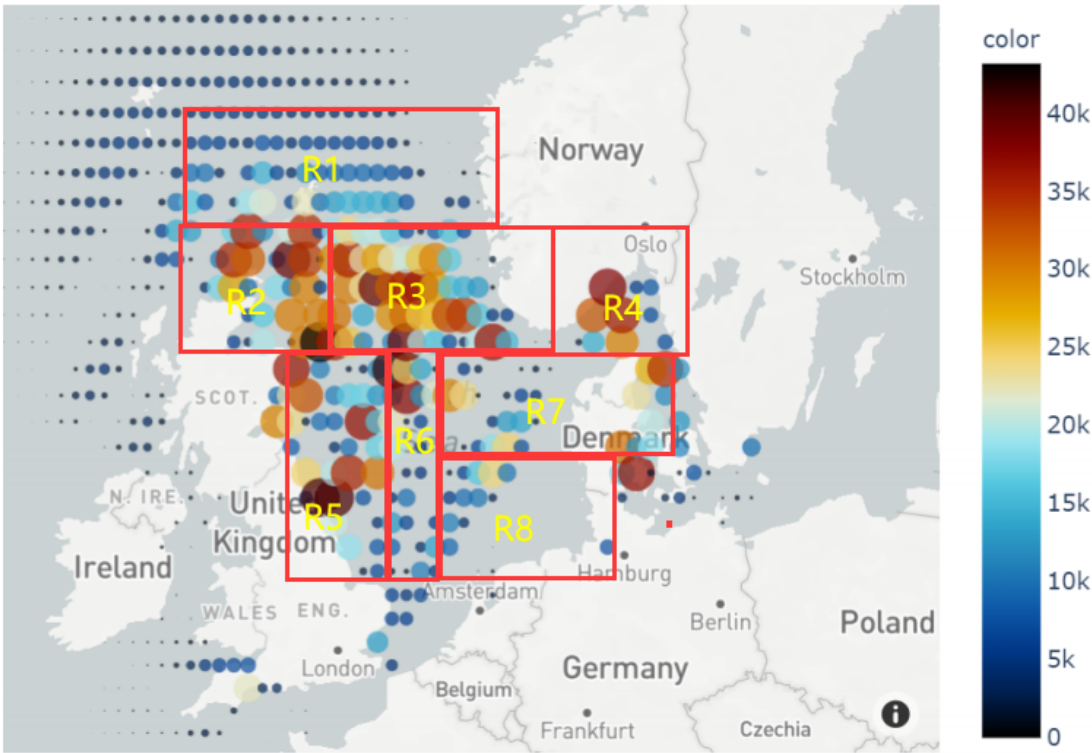 color
40k
35k
30k
25k
20k
15k
10k
5k
0
Norway
Oslo
Stockholm
R1
R2
R3
R4
SCOT.
R6
a
R7
Denmark
N. IRE.
United
Kingdom
R5
R8
Ireland
Hamburg
Amsterdam
WALES
ENG.
Berlin
Poland
London
Germany
Belgium
Frankfurt
Czechia
i